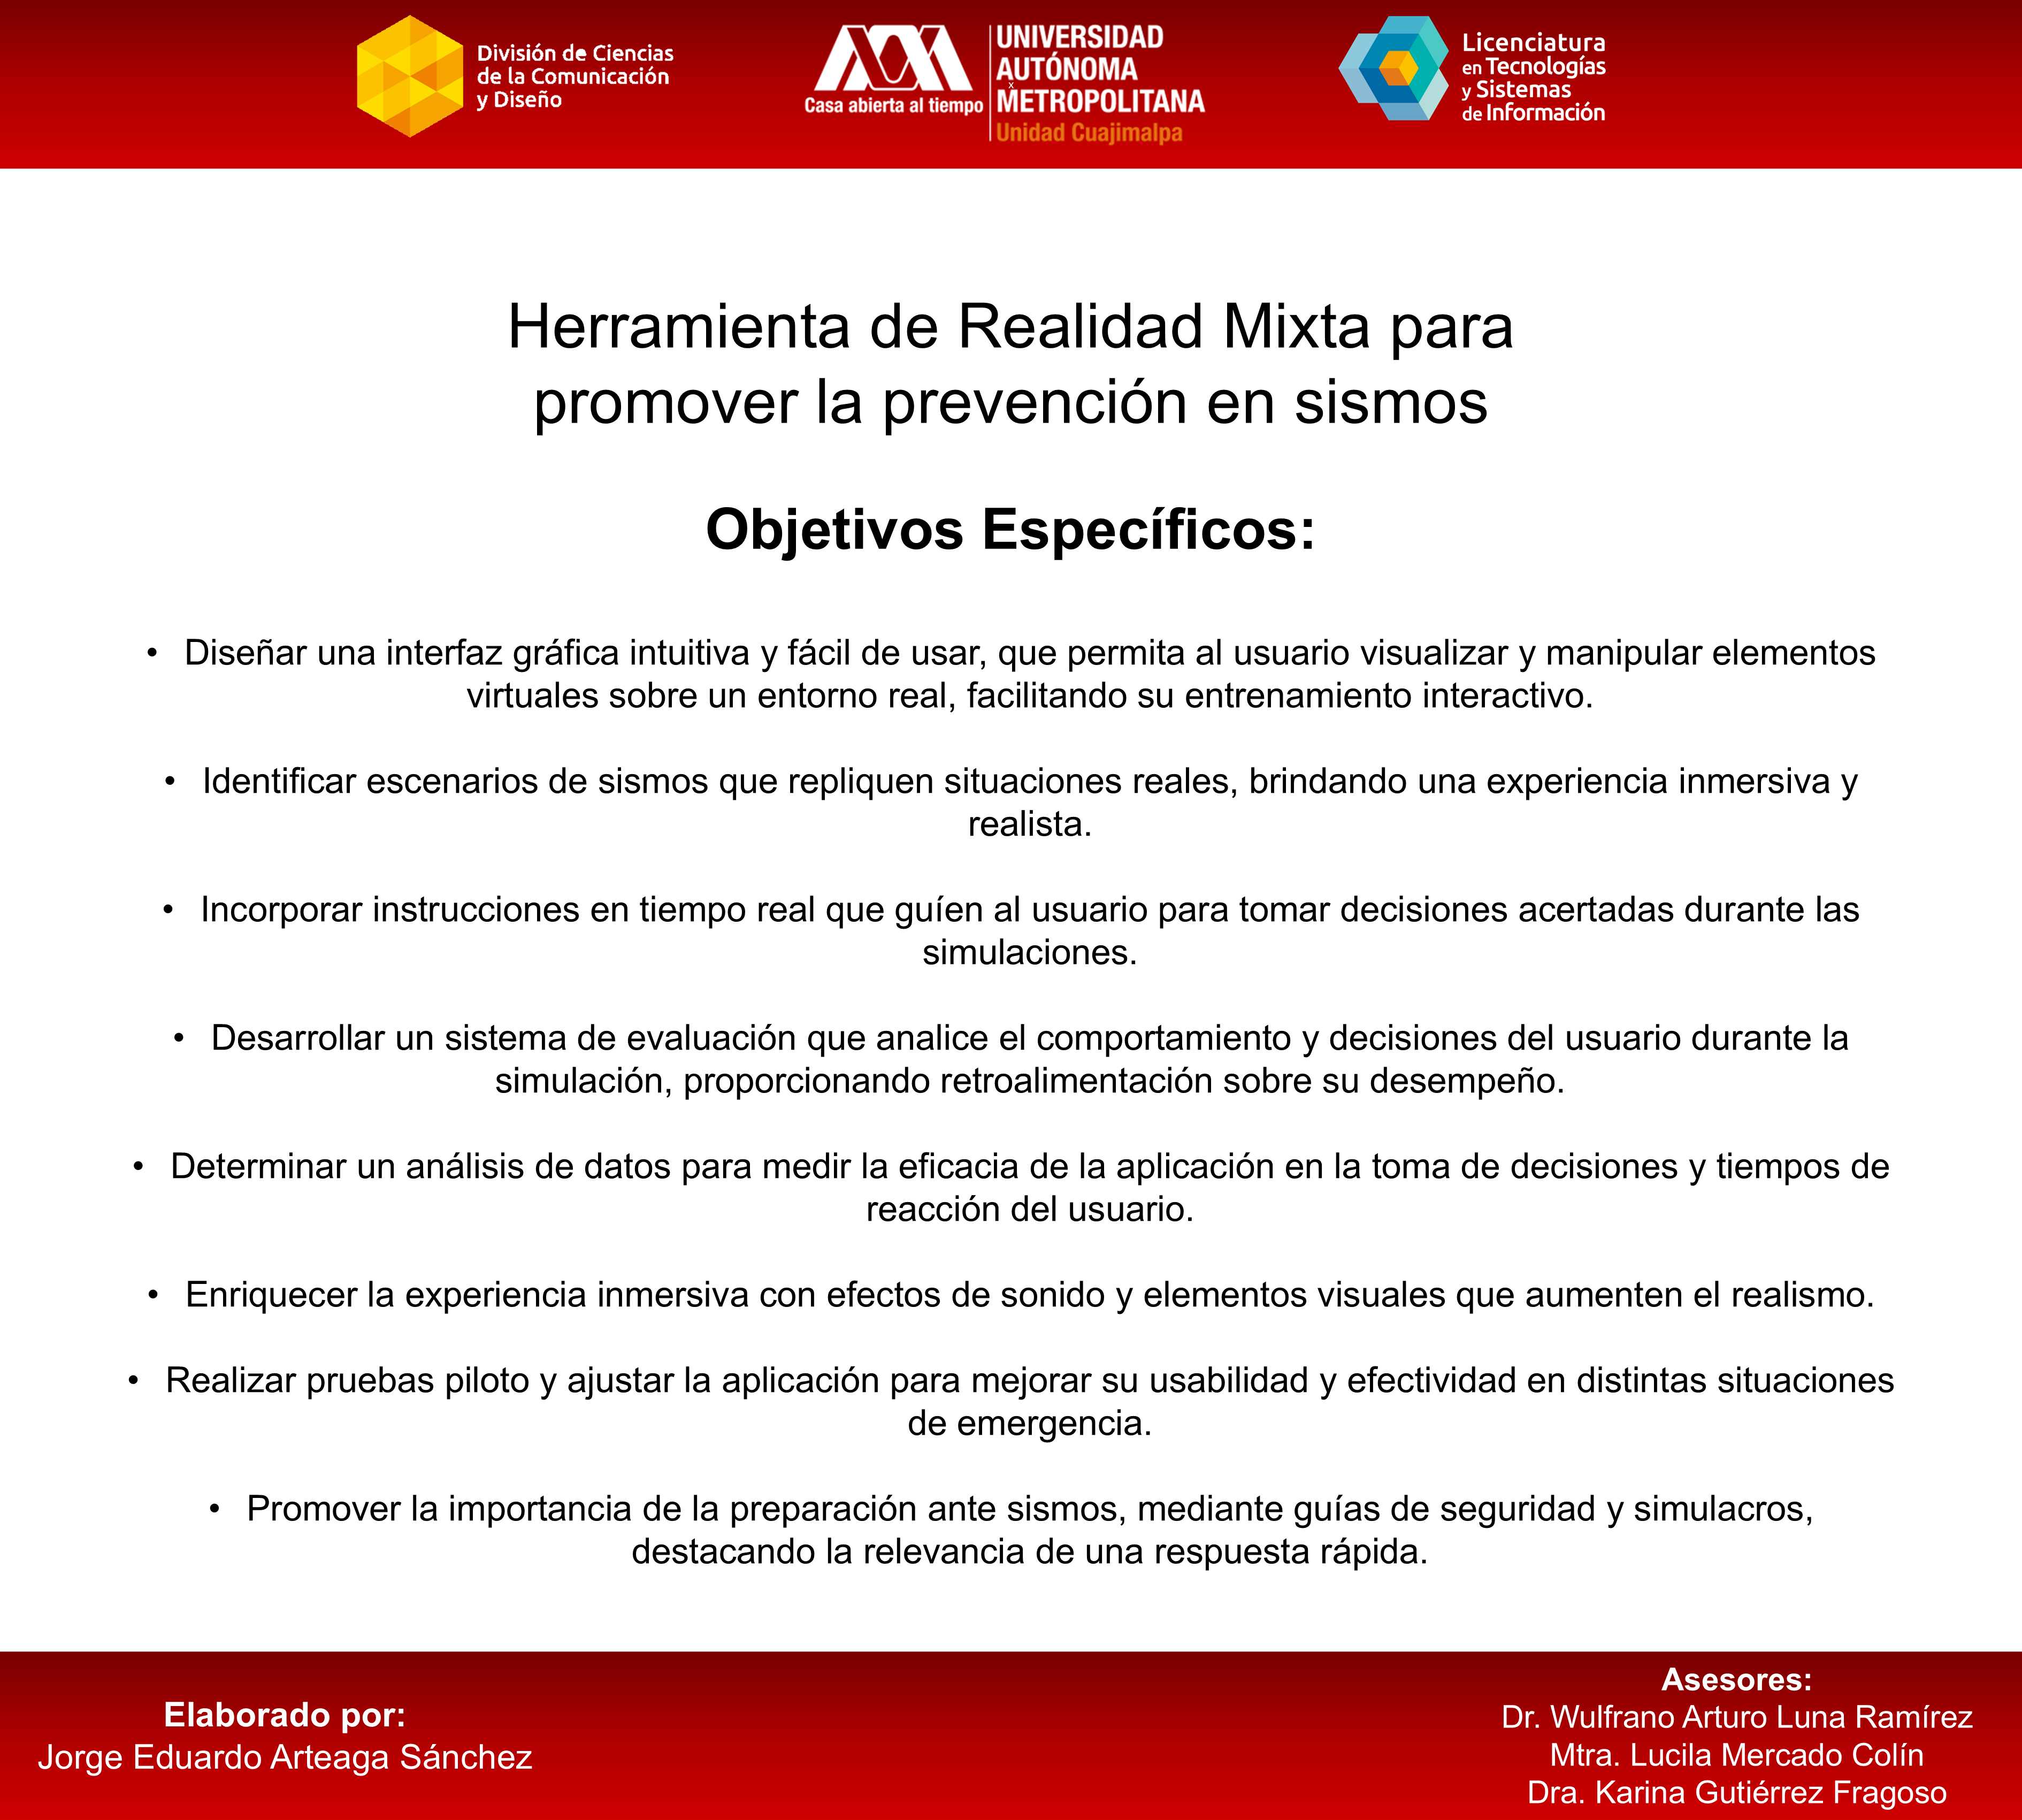 División de Ciencias
de la Comunicación
y Diseño
Casa abierta al tiempo
UNIVERSIDAD
AUTÓNOMA
x
METROPOLITANA
Unidad Cuajimalpa
Licenciatura
en Tecnologías
y Sistemas
de Información
Herramienta de Realidad Mixta para
promover la prevención en sismos
Objetivos Específicos:
• Diseñar una interfaz gráfica intuitiva y fácil de usar, que permita al usuario visualizar y manipular elementos
virtuales sobre un entorno real, facilitando su entrenamiento interactivo.
• Identificar escenarios de sismos que repliquen situaciones reales, brindando una experiencia inmersiva y
realista.
• Incorporar instrucciones en tiempo real que guíen al usuario para tomar decisiones acertadas durante las
simulaciones.
• Desarrollar un sistema de evaluación que analice el comportamiento y decisiones del usuario durante la
simulación, proporcionando retroalimentación sobre su desempeño.
• Determinar un análisis de datos para medir la eficacia de la aplicación en la toma de decisiones y tiempos de
reacción del usuario.
• Enriquecer la experiencia inmersiva con efectos de sonido y elementos visuales que aumenten el realismo.
• Realizar pruebas piloto y ajustar la aplicación para mejorar su usabilidad y efectividad en distintas situaciones
de emergencia.
• Promover la importancia de la preparación ante sismos, mediante guías de seguridad y simulacros,
destacando la relevancia de una respuesta rápida.
Elaborado por:
Jorge Eduardo Arteaga Sánchez
Asesores:
Dr. Wulfrano Arturo Luna Ramírez
Mtra. Lucila Mercado Colín
Dra. Karina Gutiérrez Fragoso